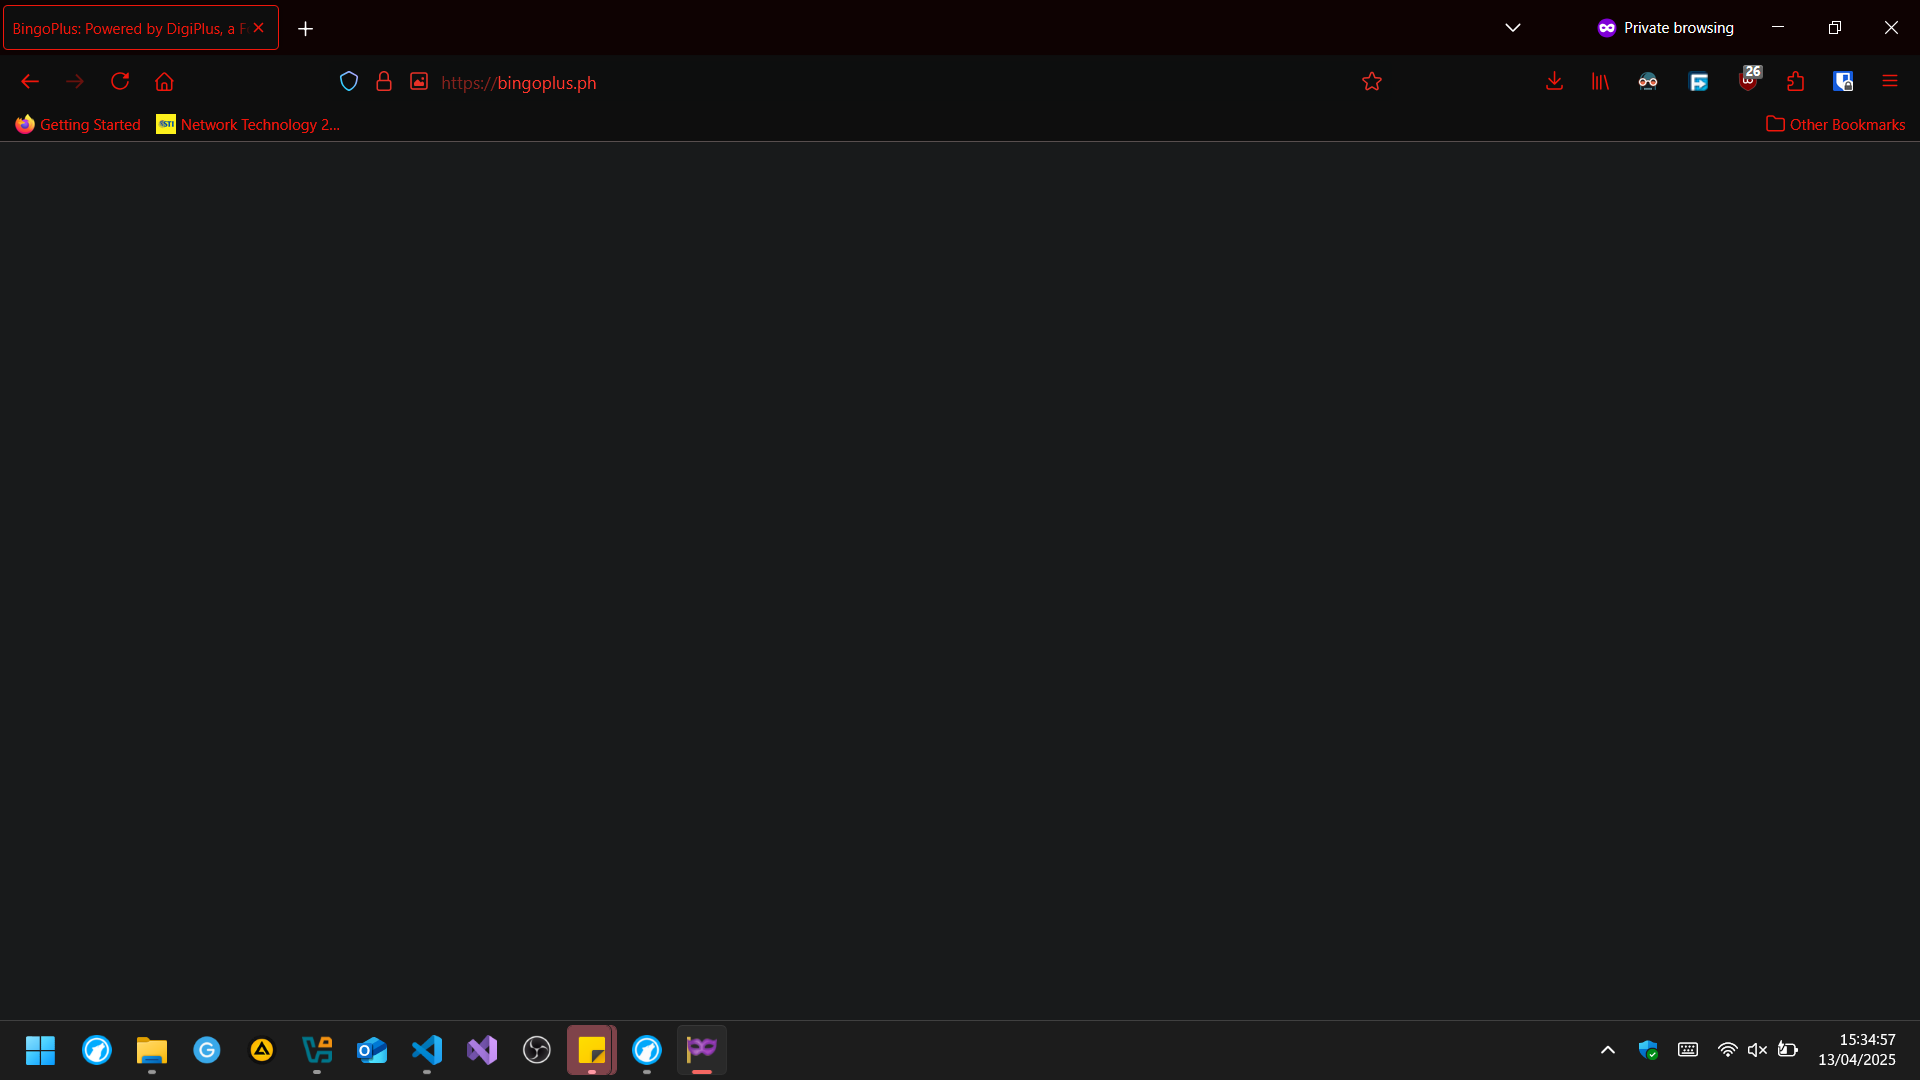 BingoPlus: Powered by DigiPlus, a F
Private browsing
https://bingoplus.ph
26
Getting Started
STI
Network Technology 2...
Other Bookmarks
15:34:57
13/04/2025